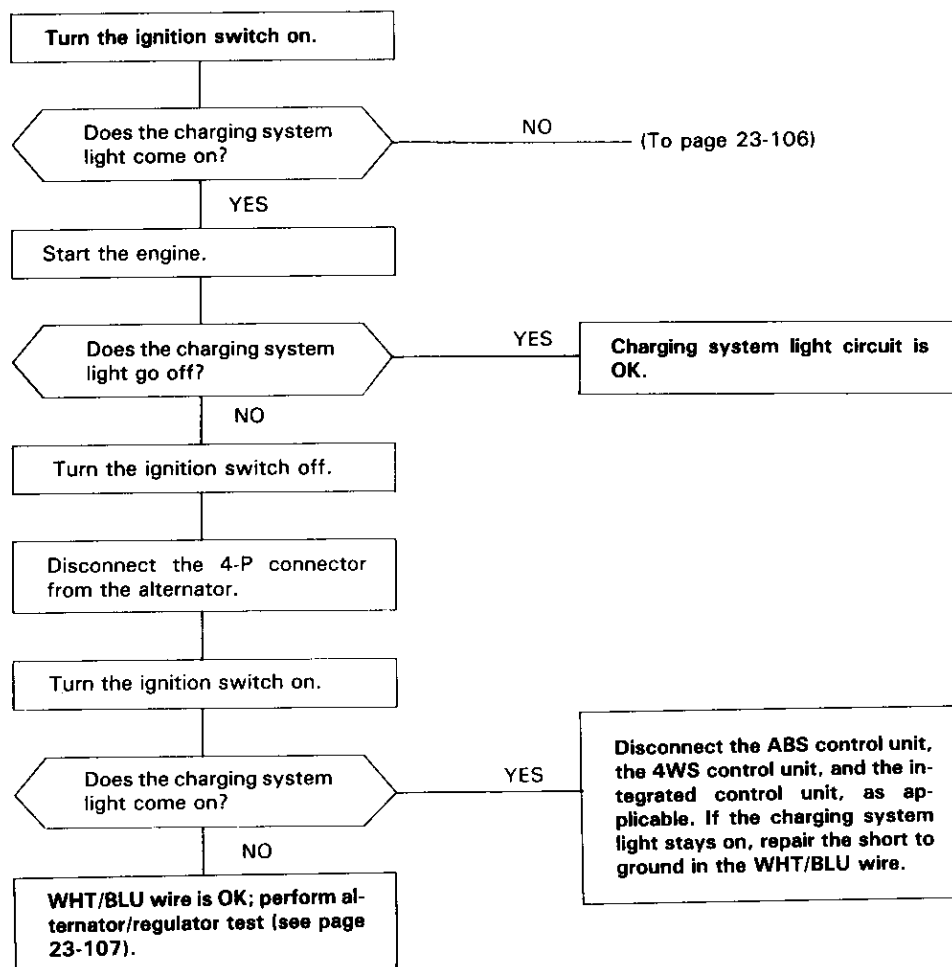 Turn the ignition switch on.
Does the charging system
light come on?
NO
(To page 23-106)
YES
Start the engine.
Does the charging system
light go off?
YES
Charging system light circuit is
OK.
NO
Turn the ignition switch off.
Disconnect the 4-P connector
from the alternator.
Turn the ignition switch on.
Does the charging system
light come on?
YES
Disconnect the ABS control unit,
the 4WS control unit, and the in-
tegrated control unit, as ap-
plicable. If the charging system
light stays on, repair the short to
ground in the WHT/BLU wire.
NO
WHT/BLU wire is OK; perform al-
ternator/regulator test (see page
23-107).